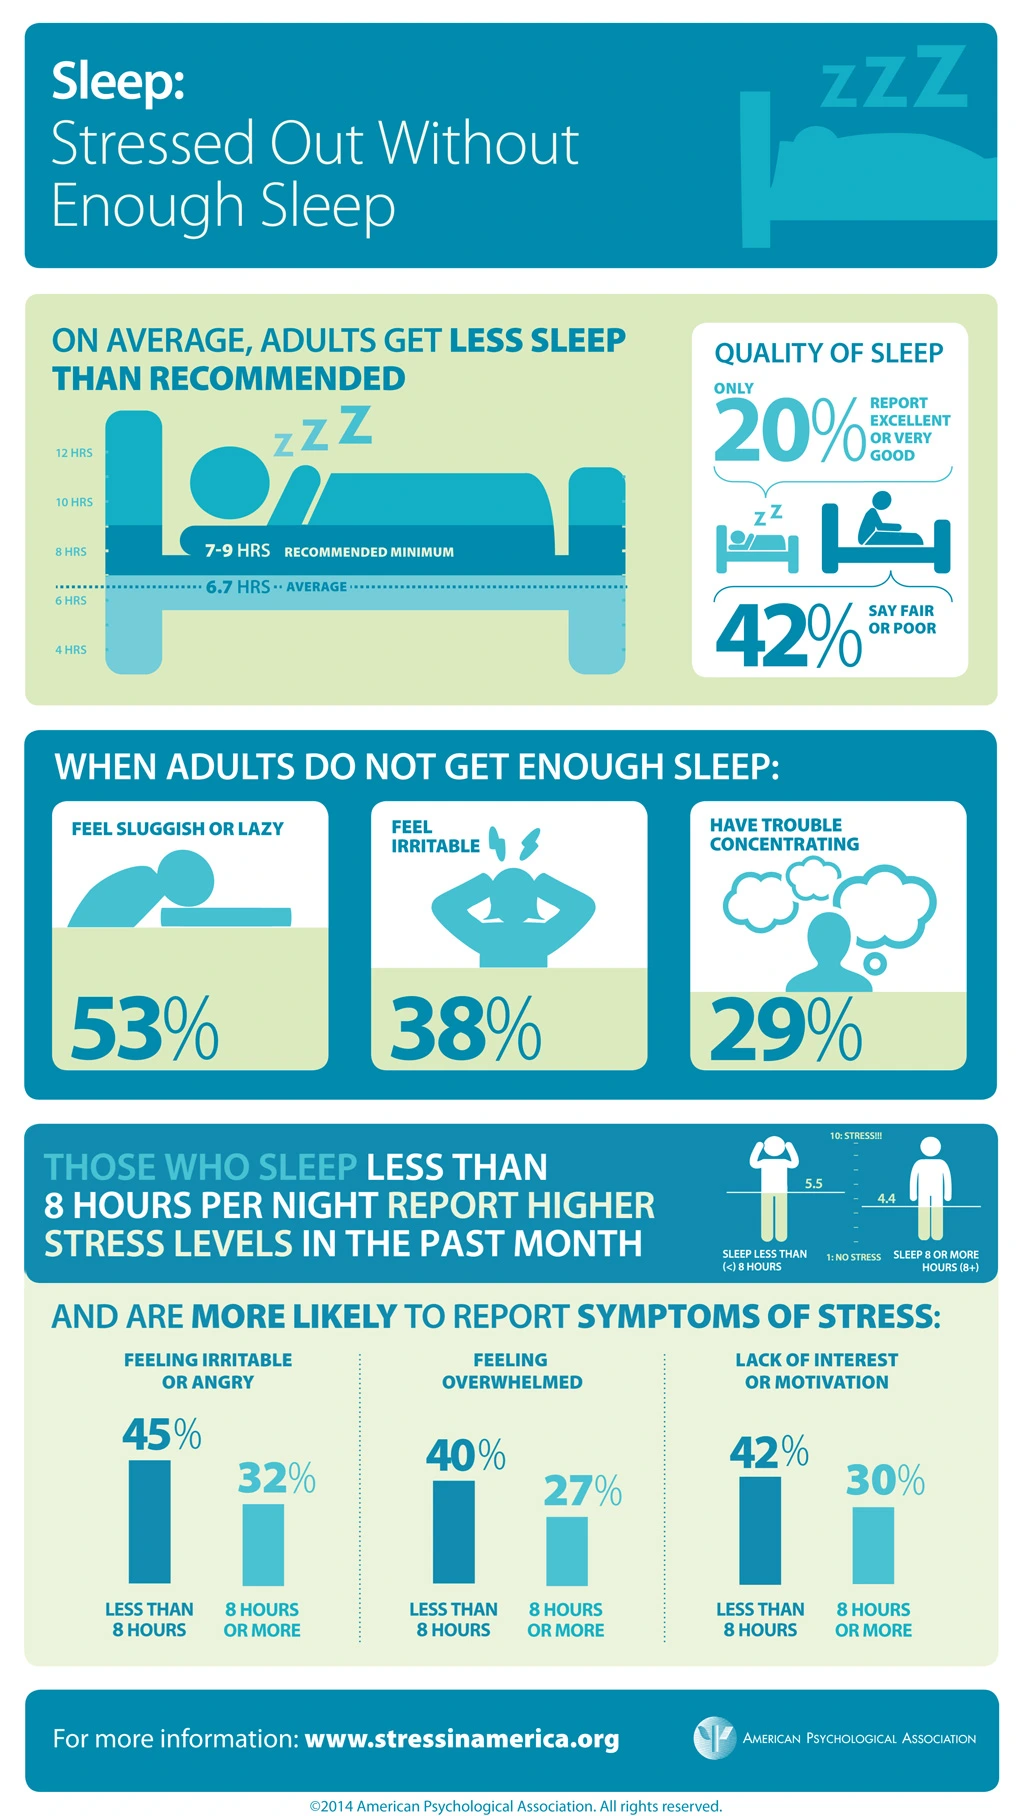 Sleep:
Stressed Out Without
Enough Sleep
z z z
ON AVERAGE, ADULTS GET LESS SLEEP
THAN RECOMMENDED
z z z
12 HRS
10 HRS
8 HRS
6 HRS
4 HRS
7-9 HRS RECOMMENDED MINIMUM
6.7 HRS AVERAGE
QUALITY OF SLEEP
ONLY
20%
REPORT
EXCELLENT
OR VERY
GOOD
z z
42%
SAY FAIR
OR POOR
WHEN ADULTS DO NOT GET ENOUGH SLEEP:
FEEL SLUGGISH OR LAZY
53%
FEEL
IRRITABLE
38%
HAVE TROUBLE
CONCENTRATING
29%
THOSE WHO SLEEP LESS THAN
8 HOURS PER NIGHT REPORT HIGHER
STRESS LEVELS IN THE PAST MONTH
10: STRESS!!!
5.5
4.4
SLEEP LESS THAN
(<) 8 HOURS
1: NO STRESS
SLEEP 8 OR MORE
HOURS (8+)
AND ARE MORE LIKELY TO REPORT SYMPTOMS OF STRESS:
FEELING IRRITABLE
OR ANGRY
45%
32%
LESS THAN
8 HOURS
8 HOURS
OR MORE
FEELING
OVERWHELMED
40%
27%
LESS THAN
8 HOURS
8 HOURS
OR MORE
LACK OF INTEREST
OR MOTIVATION
42%
30%
LESS THAN
8 HOURS
8 HOURS
OR MORE
For more information: www.stressinamerica.org
AMERICAN PSYCHOLOGICAL ASSOCIATION
©2014 American Psychological Association. All rights reserved.